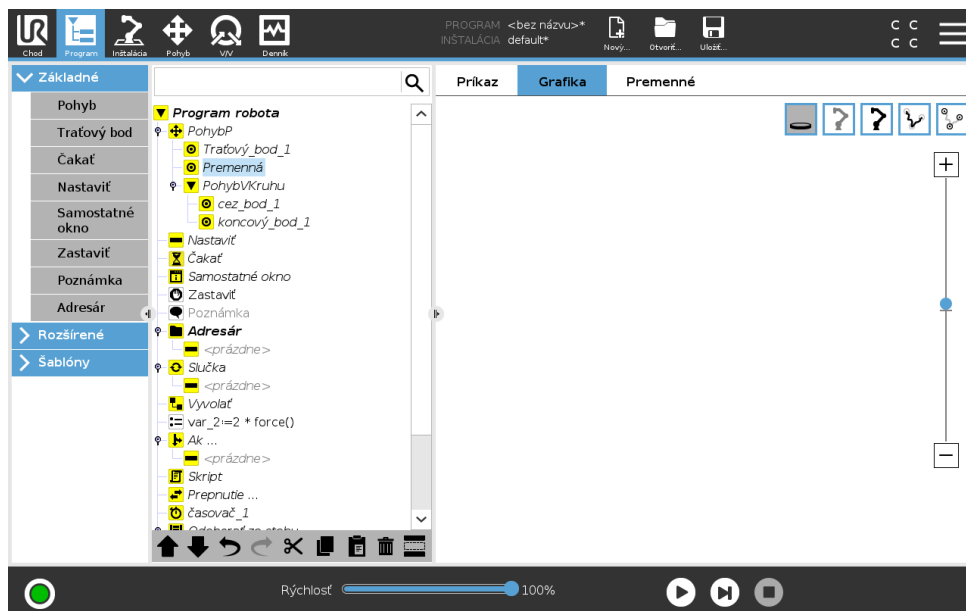 PROGRAM <bez názvu>*
INŠTALÁCIA default*
Chod
Program
Inštalácia
Pohyb
V/V
Denník
Nový...
Otvoriť...
Uložiť...
C C
C C
Základné
Pohyb
Traťový bod
Čakať
Nastaviť
Samostatné
okno
Zastaviť
Poznámka
Adresár
Rozšírené
Šablóny
Program robota
PohybP
Traťový_bod_1
Premenná
PohybVKruhu
cez_bod_1
koncový_bod_1
Nastaviť
Čakať
Samostatné okno
Zastaviť
Poznámka
Adresár
<prázdne>
Slučka
<prázdne>
Vyvolať
var_2:=2 * force()
Ak ...
<prázdne>
Skript
Prepnutie ...
časovač_1
Príkaz
Grafika
Premenné
Rýchlosť
100%